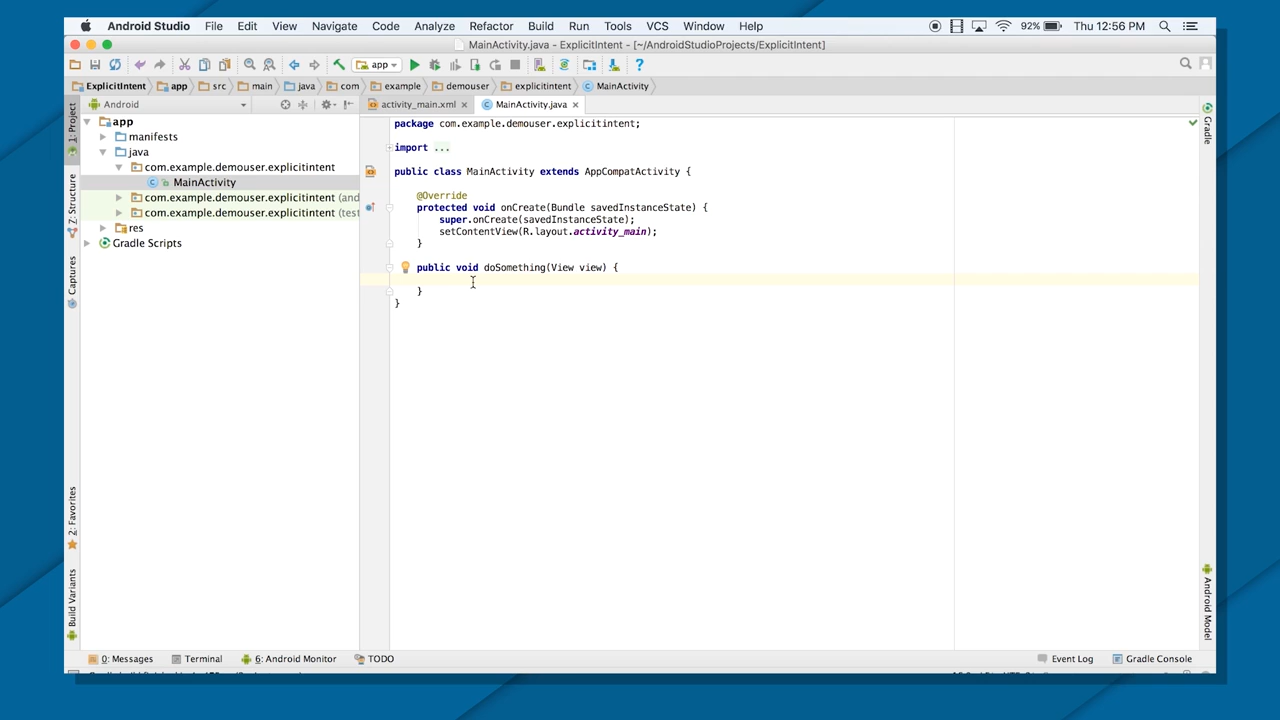 Android Studio File Edit View Navigate Code Analyze Refactor Build Run Tools VCS Window Help 92% Thu 12:56 PM
MainActivity.java - ExplicitIntent - [~/AndroidStudioProjects/ExplicitIntent]
app
ExplicitIntent app src main java com example demouser explicitintent MainActivity
1: Project
Android
activity_main.xml
MainActivity.java
Gradle
app
manifests
java
com.example.demouser.explicitintent
MainActivity
com.example.demouser.explicitintent (and
com.example.demouser.explicitintent (test
res
Gradle Scripts
Z: Structure
Captures
2: Favorites
Build Variants
package com.example.demouser.explicitintent;
import ...
public class MainActivity extends AppCompatActivity {
@Override
protected void onCreate(Bundle savedInstanceState) {
super.onCreate(savedInstanceState);
setContentView(R.layout.activity_main);
}
public void doSomething(View view) {
}
}
Android Model
0: Messages Terminal 6: Android Monitor TODO Event Log Gradle Console